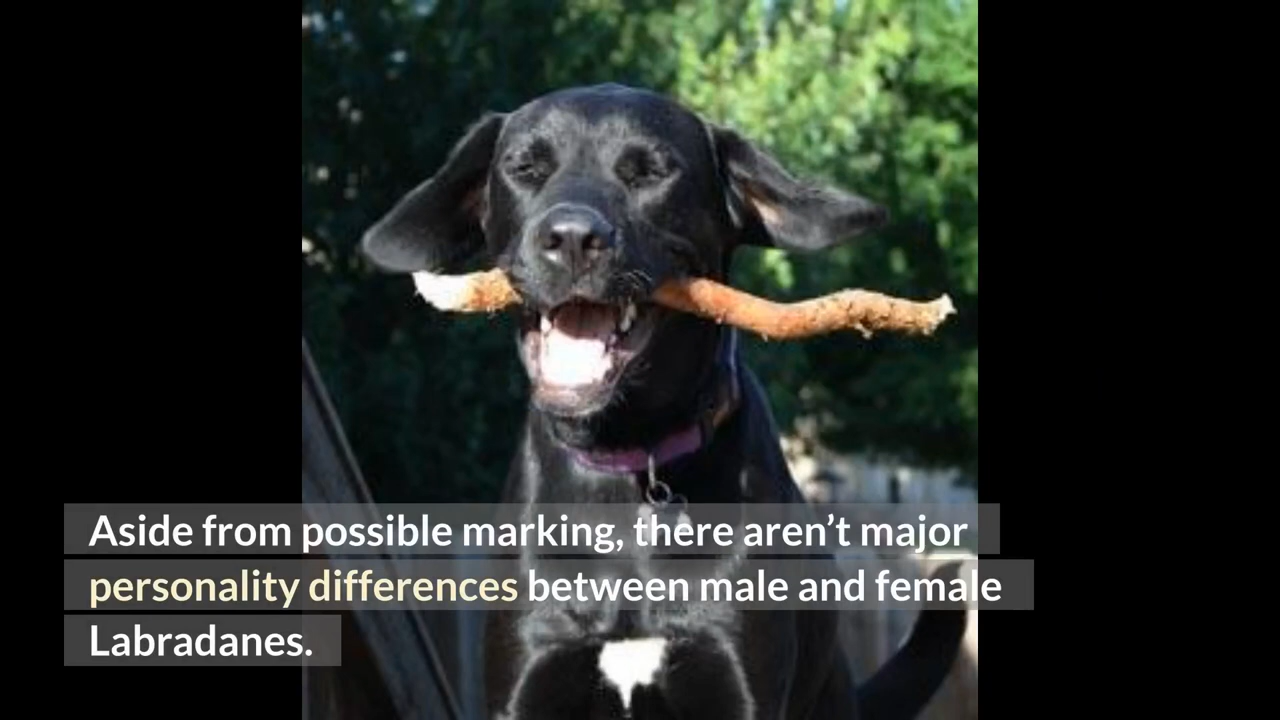 Aside from possible marking, there aren’t major
personality differences between male and female
Labradanes.